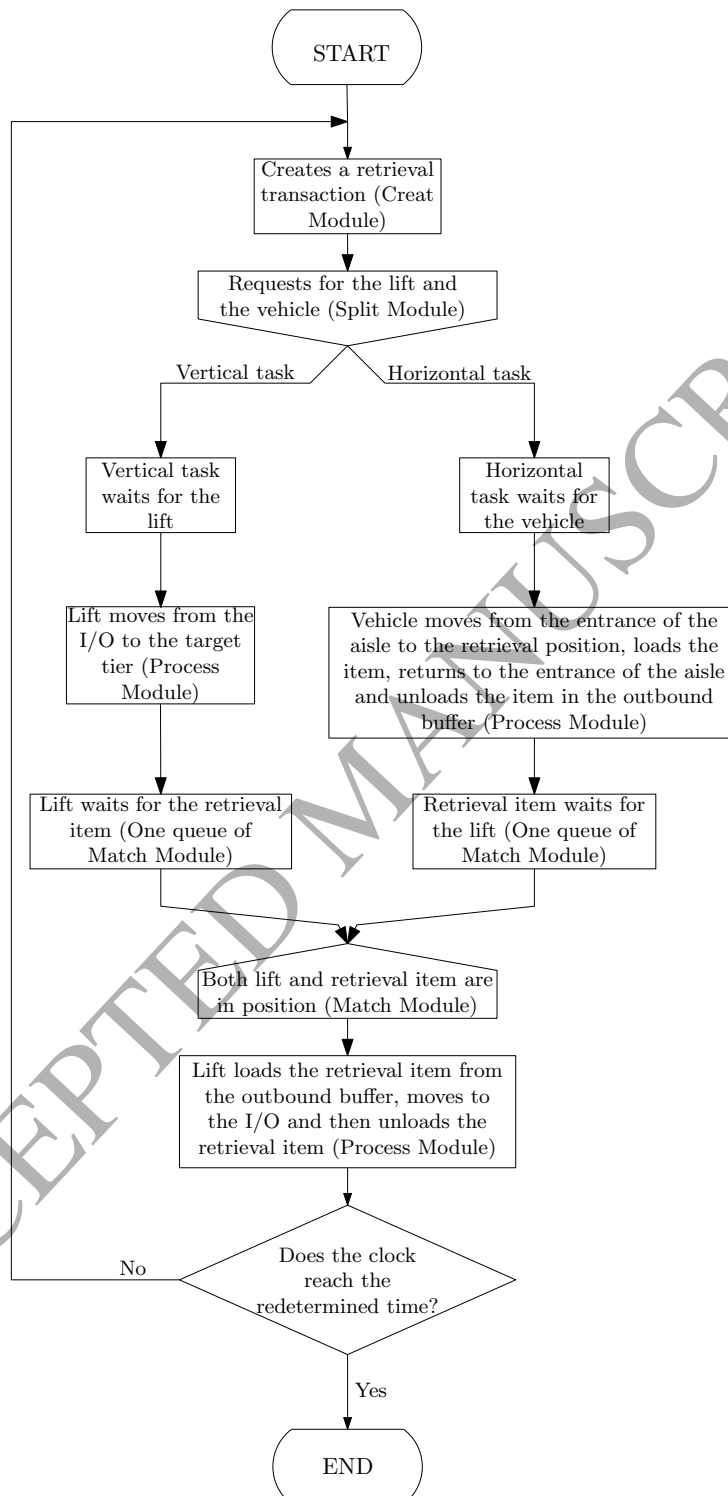 START
Creates a retrieval
transaction (Creat
Module)
Requests for the lift and
the vehicle (Split Module)
Vertical task
Horizontal task
Vertical task
waits for the
lift
Horizontal
task waits for
the vehicle
Lift moves from the
I/O to the target
tier (Process
Module)
Vehicle moves from the entrance of the
aisle to the retrieval position, loads the
item, returns to the entrance of the aisle
and unloads the item in the outbound
buffer (Process Module)
Lift waits for the retrieval
item (One queue of
Match Module)
Retrieval item waits for
the lift (One queue of
Match Module)
Both lift and retrieval item are
in position (Match Module)
Lift loads the retrieval item from
the outbound buffer, moves to
the I/O and then unloads the
retrieval item (Process Module)
Does the clock
reach the
redetermined time?
No
Yes
END
CEPTED MANUSCR